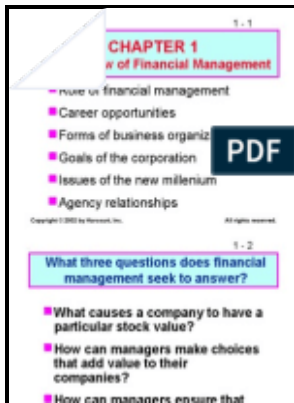 1 - 1
CHAPTER 1
w of Financial Management
Role of financial management
Career opportunities
Forms of business organiz
PDF
Goals of the corporation
Issues of the new millenium
Agency relationships
Copyright © 2002 by Harcourt, Inc. All rights reserved.
1 - 2
What three questions does financial
management seek to answer?
What causes a company to have a
particular stock value?
How can managers make choices
that add value to their
companies?
How can managers ensure that